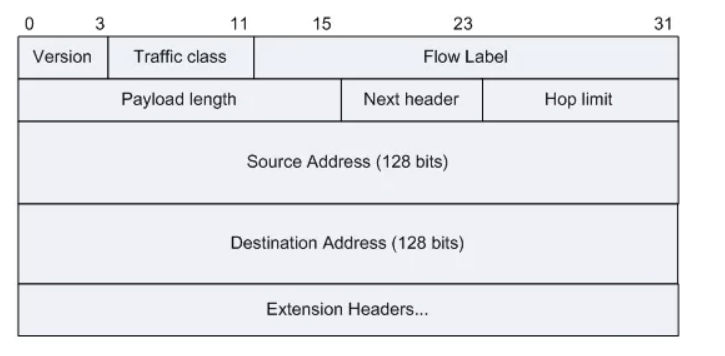 0 3 11 15 23 31
Version Traffic class Flow Label
Payload length Next header Hop limit
Source Address (128 bits)
Destination Address (128 bits)
Extension Headers...